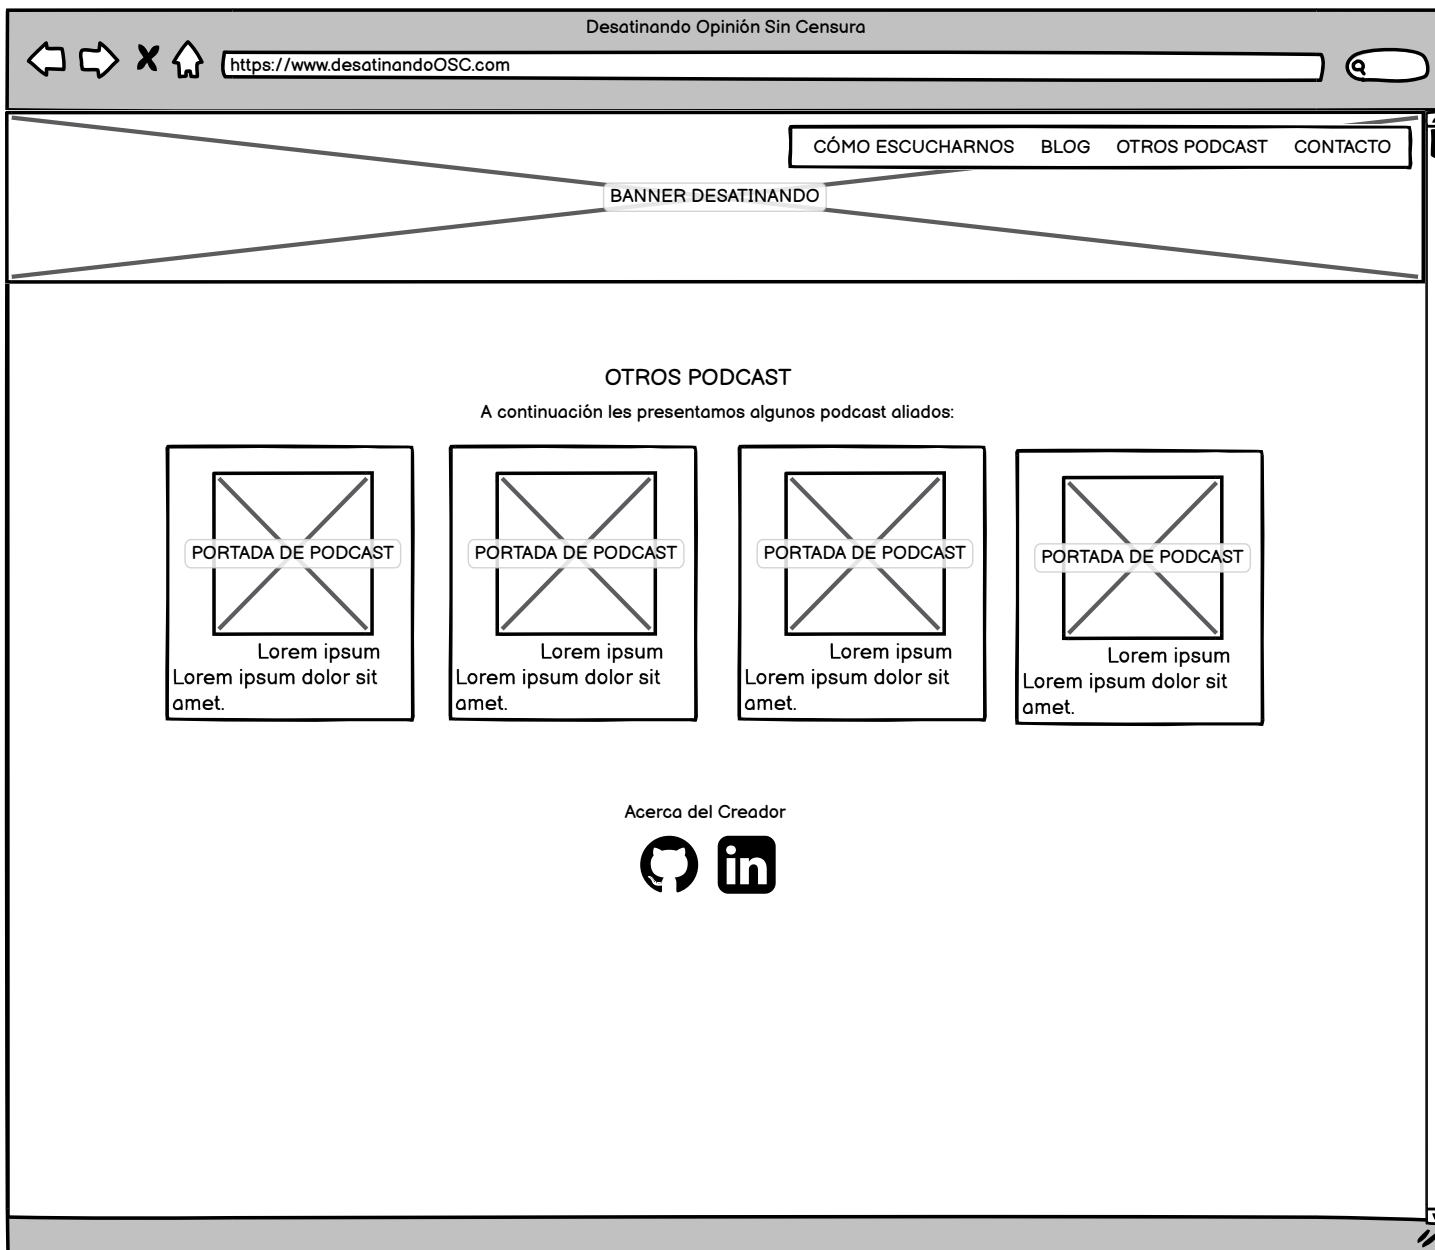 Desatinando Opinión Sin Censura
https://www.desatinandoOSC.com
CÓMO ESCUCHARNOS BLOG OTROS PODCAST CONTACTO
BANNER DESATINANDO
OTROS PODCAST
A continuación les presentamos algunos podcast aliados:
PORTADA DE PODCAST
Lorem ipsum
Lorem ipsum dolor sit
amet.
PORTADA DE PODCAST
Lorem ipsum
Lorem ipsum dolor sit
amet.
PORTADA DE PODCAST
Lorem ipsum
Lorem ipsum dolor sit
amet.
PORTADA DE PODCAST
Lorem ipsum
Lorem ipsum dolor sit
amet.
Acerca del Creador
in